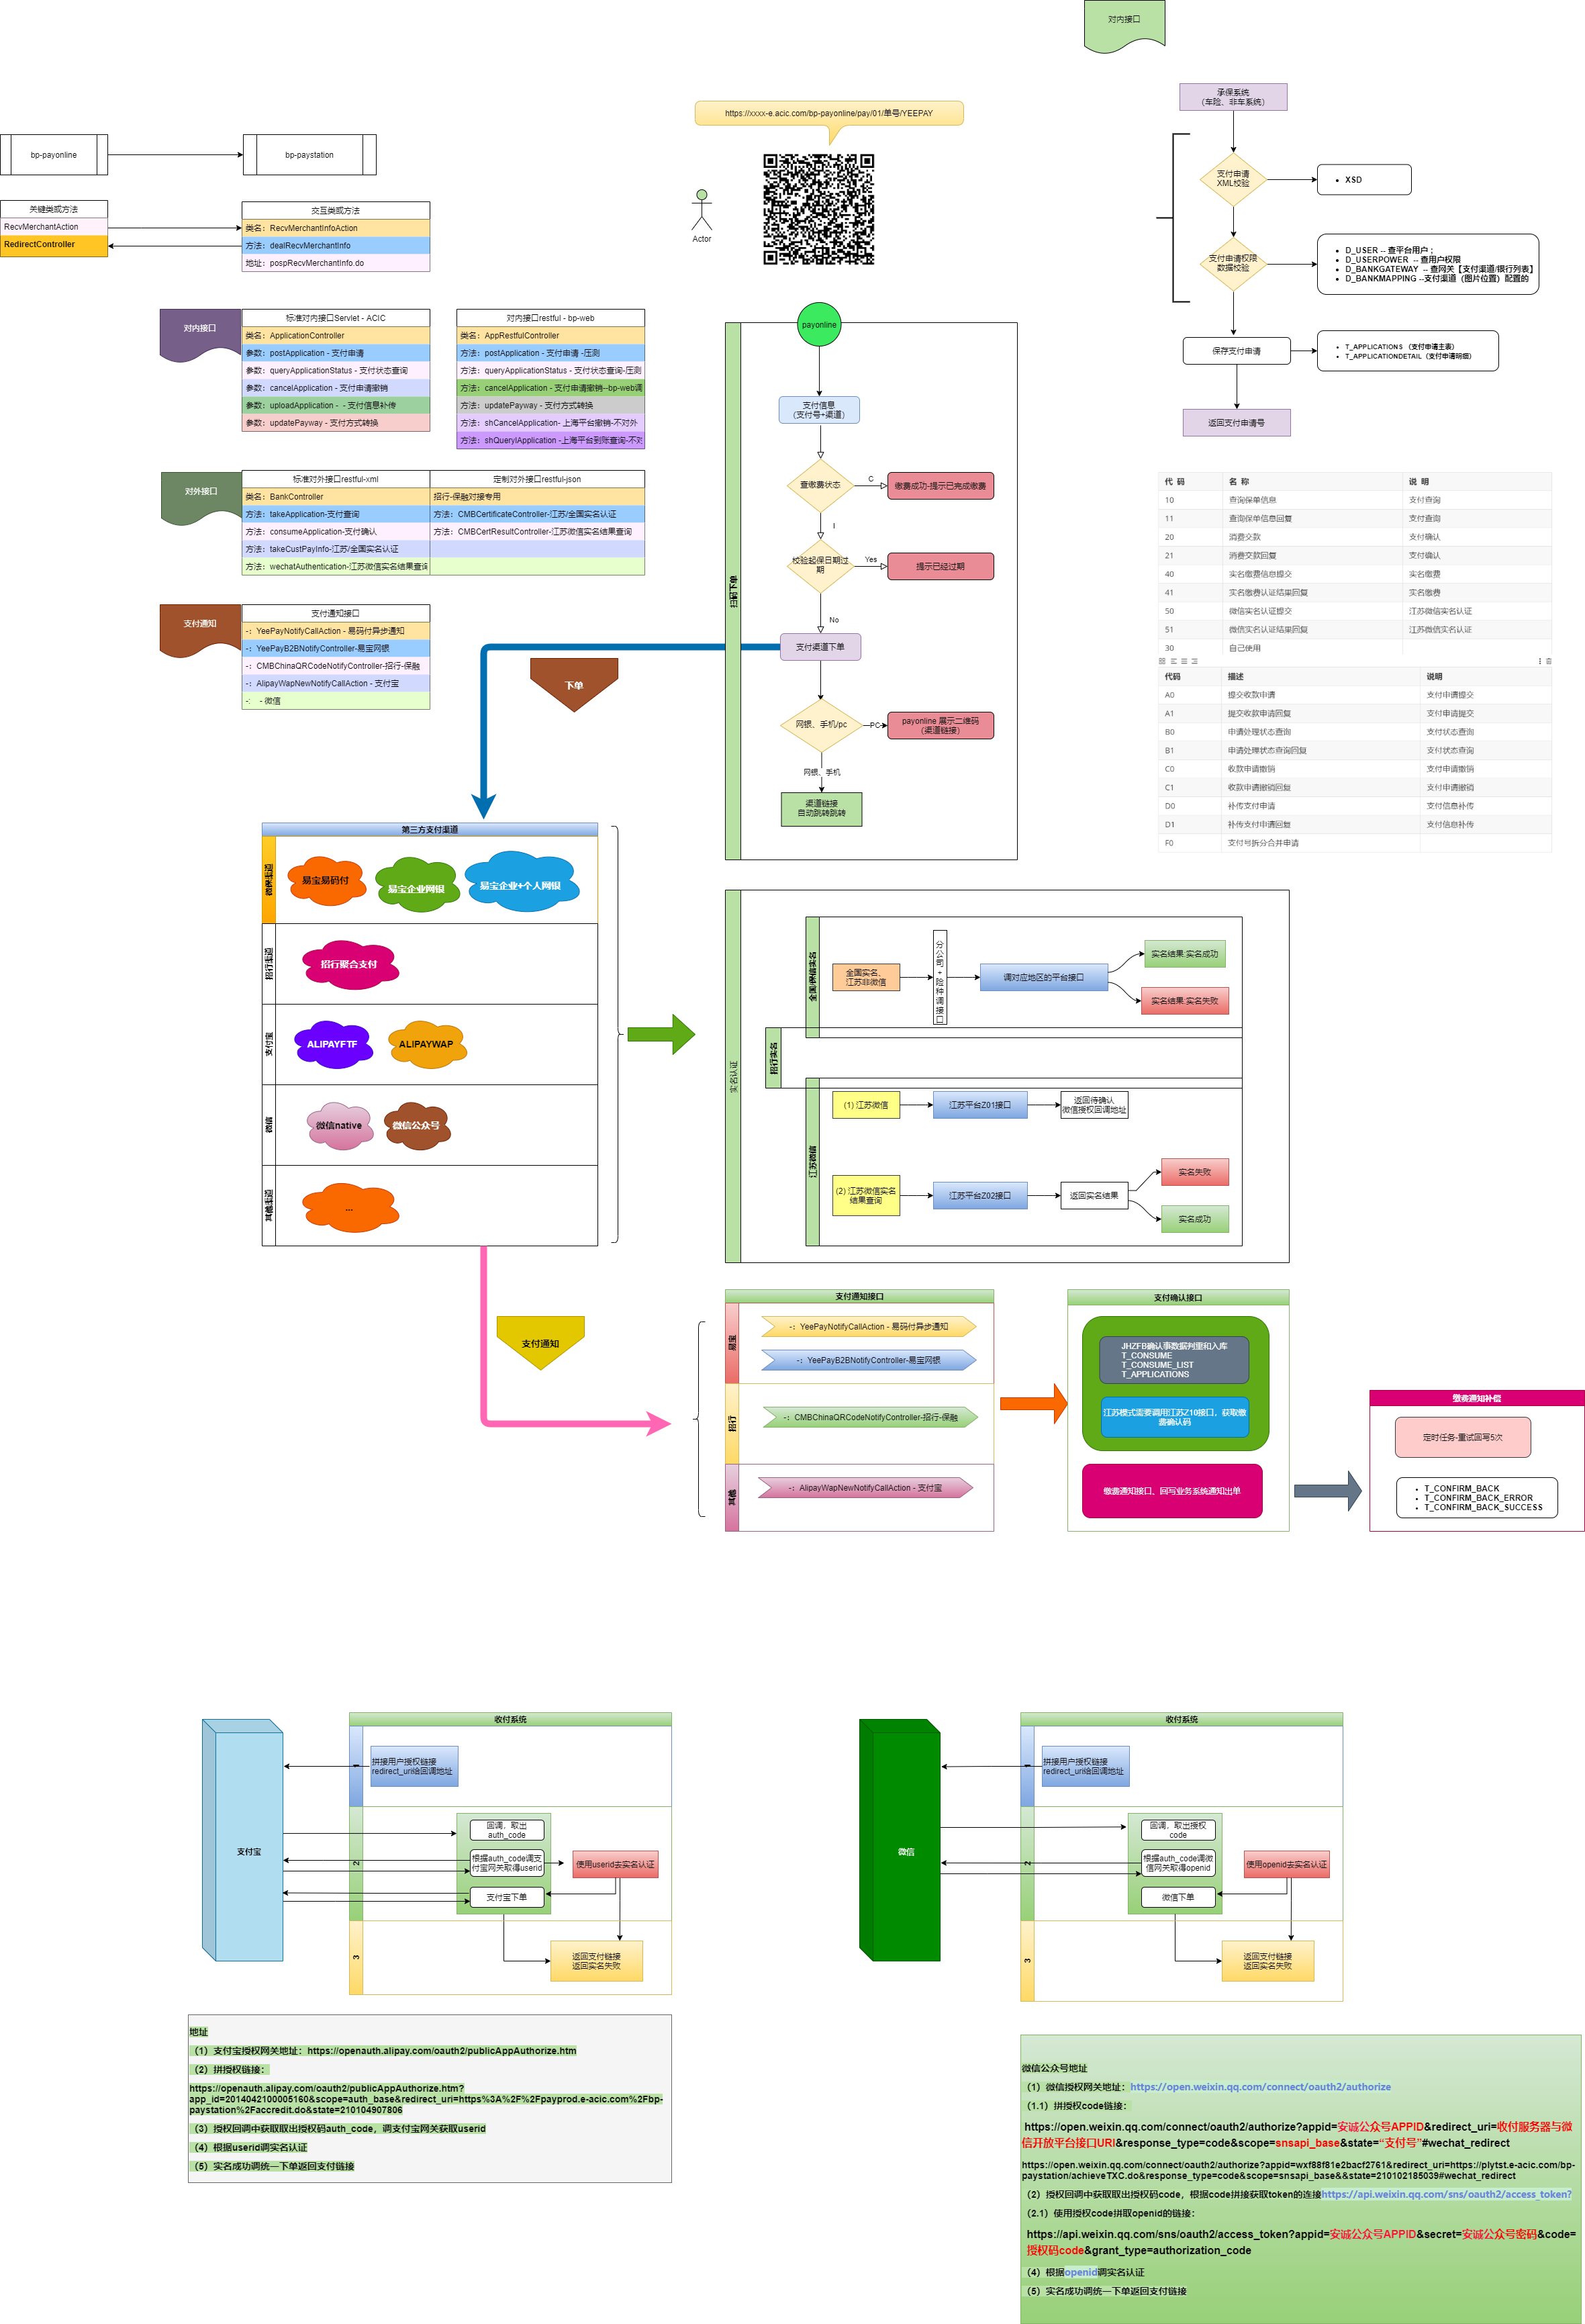 对内接口
承保系统
（车险、非车系统）
https://xxxx-e.acic.com/bp-payonline/pay/01/单号/YEEPAY
bp-payonline
bp-paystation
支付申请
XML校验
XSD
关键类或方法
RecvMerchantAction
RedirectController
交互类或方法
类名：RecvMerchantInfoAction
方法：dealRecvMerchantInfo
地址：pospRecvMerchantInfo.do
Actor
支付申请权限
数据校验
D_USER -- 查平台用户；
D_USERPOWER -- 查用户权限
D_BANKGATEWAY -- 查网关【支付渠道/银行列表】
D_BANKMAPPING --支付渠道（图片位置）配置的
保存支付申请
T_APPLICATIONS （支付申请主表）
T_APPLICATIONDETAIL（支付申请明细）
返回支付申请号
对内接口
标准对内接口Servlet - ACIC
类名：ApplicationController
参数：postApplication - 支付申请
参数：queryApplicationStatus - 支付状态查询
参数：cancelApplication - 支付申请撤销
参数：uploadApplication - - 支付信息补传
参数：updatePayway - 支付方式转换
对内接口restful - bp-web
类名：AppRestfulController
方法：postApplication - 支付申请 -压测
方法：queryApplicationStatus - 支付状态查询-压测
方法：cancelApplication - 支付申请撤销--bp-web调
方法：updatePayway - 支付方式转换
方法：shCancelApplication- 上海平台撤销-不对外
方法：shQueryIApplication -上海平台到账查询-不对
对外接口
标准对外接口restful-xml
定制对外接口restful-json
类名：BankController
招行-保融对接专用
方法：takeApplication-支付查询
方法：CMBCertificateController-江苏/全国实名认证
方法：consumeApplication-支付确认
方法：CMBCertResultController-江苏微信实名结果查询
方法：takeCustPayInfo-江苏/全国实名认证
方法：wechatAuthentication-江苏微信实名结果查询
支付通知
支付通知接口
-：YeePayNotifyCallAction - 易码付异步通知
-：YeePayB2BNotifyController-易宝网银
-：CMBChinaQRCodeNotifyController-招行-保融
-：AlipayWapNewNotifyCallAction - 支付宝
-： - 微信
扫码下单
payonline
支付信息
（支付号+渠道）
查缴费状态
C
缴费成功-提示已完成缴费
I
校验起保日期过
期
Yes
提示已经过期
No
支付渠道下单
下单
网银、手机/pc
PC
payonline 展示二维码
（渠道链接）
网银、手机
渠道链接
自动跳转跳转
代 码 名 称 说 明
10 查询保单信息 支付查询
11 查询保单信息回复 支付查询
20 消费交款 支付确认
21 消费交款回复 支付确认
40 实名缴费信息提交 实名缴费
41 实名缴费认证结果回复 实名缴费
50 微信实名认证提交 江苏微信实名认证
51 微信实名认证结果回复 江苏微信实名认证
30 自己使用
代码 描述 说明
A0 提交收款申请 支付申请提交
A1 提交收款申请回复 支付申请提交
B0 申请处理状态查询 支付状态查询
B1 申请处理状态查询回复 支付状态查询
C0 收款申请撤销 支付申请撤销
C1 收款申请撤销回复 支付申请撤销
D0 补传支付申请 支付信息补传
D1 补传支付申请回复 支付信息补传
F0 支付号拆分合并申请
第三方支付渠道
易宝易码付
易宝企业网银
易宝企业+个人网银
招行渠道
招行聚合支付
支付宝
ALIPAYFTF
ALIPAYWAP
微信
微信native
微信公众号
其他渠道
...
实名认证
全国/保信实名
全国实名、
江苏非微信
分公司+险种调接口
调对应地区的平台接口
实名结果:实名成功
实名结果:实名失败
招行实名
江苏微信
(1) 江苏微信
江苏平台Z01接口
返回待确认
微信授权回调地址
(2) 江苏微信实名
结果查询
江苏平台Z02接口
返回实名结果
实名失败
实名成功
支付通知
支付通知接口
易宝
-：YeePayNotifyCallAction - 易码付异步通知
-：YeePayB2BNotifyController-易宝网银
招行
-：CMBChinaQRCodeNotifyController-招行-保融
其他
-：AlipayWapNewNotifyCallAction - 支付宝
支付确认接口
JHZFB确认事数据判重和入库
T_CONSUME
T_CONSUME_LIST
T_APPLICATIONS
江苏模式需要调用江苏Z10接口，获取缴
费确认码
缴费通知接口、回写业务系统通知出单
缴费通知补偿
定时任务-重试回写5次
T_CONFIRM_BACK
T_CONFIRM_BACK_ERROR
T_CONFIRM_BACK_SUCCESS
支付宝
收付系统
1
拼接用户授权链接
redirect_uri给回调地址
2
回调，取出
auth_code
根据auth_code调支
付宝网关取得userid
使用userid去实名认证
支付宝下单
3
返回支付链接
返回实名失败
微信
收付系统
1
拼接用户授权链接
redirect_uri给回调地址
2
回调，取出授权
code
根据auth_code调微
信网关取得openid
使用openid去实名认证
微信下单
3
返回支付链接
返回实名失败
地址
（1）支付宝授权网关地址：https://openauth.alipay.com/oauth2/publicAppAuthorize.htm
（2）拼授权链接：
https://openauth.alipay.com/oauth2/publicAppAuthorize.htm?
app_id=2014042100005160&scope=auth_base&redirect_uri=https%3A%2F%2Fpayprod.e-acic.com%2Fbp-
paystation%2Faccredit.do&state=210104907806
（3）授权回调中获取取出授权码auth_code，调支付宝网关获取userid
（4）根据userid调实名认证
（5）实名成功调统一下单返回支付链接
微信公众号地址
（1）微信授权网关地址：https://open.weixin.qq.com/connect/oauth2/authorize
（1.1）拼授权code链接：
https://open.weixin.qq.com/connect/oauth2/authorize?appid=安诚公众号APPID&redirect_uri=收付服务器与微
信开放平台接口URI&response_type=code&scope=snsapi_base&state=“支付号”#wechat_redirect
https://open.weixin.qq.com/connect/oauth2/authorize?appid=wxf88f81e2bacf2761&redirect_uri=https://plytst.e-acic.com/bp-
paystation/achieveTXC.do&response_type=code&scope=snsapi_base&&state=210102185039#wechat_redirect
（2）授权回调中获取取出授权码code，根据code拼接获取token的连接https://api.weixin.qq.com/sns/oauth2/access_token?
（2.1）使用授权code拼取openid的链接：
https://api.weixin.qq.com/sns/oauth2/access_token?appid=安诚公众号APPID&secret=安诚公众号密码&code=
授权码code&grant_type=authorization_code
（4）根据openid调实名认证
（5）实名成功调统一下单返回支付链接